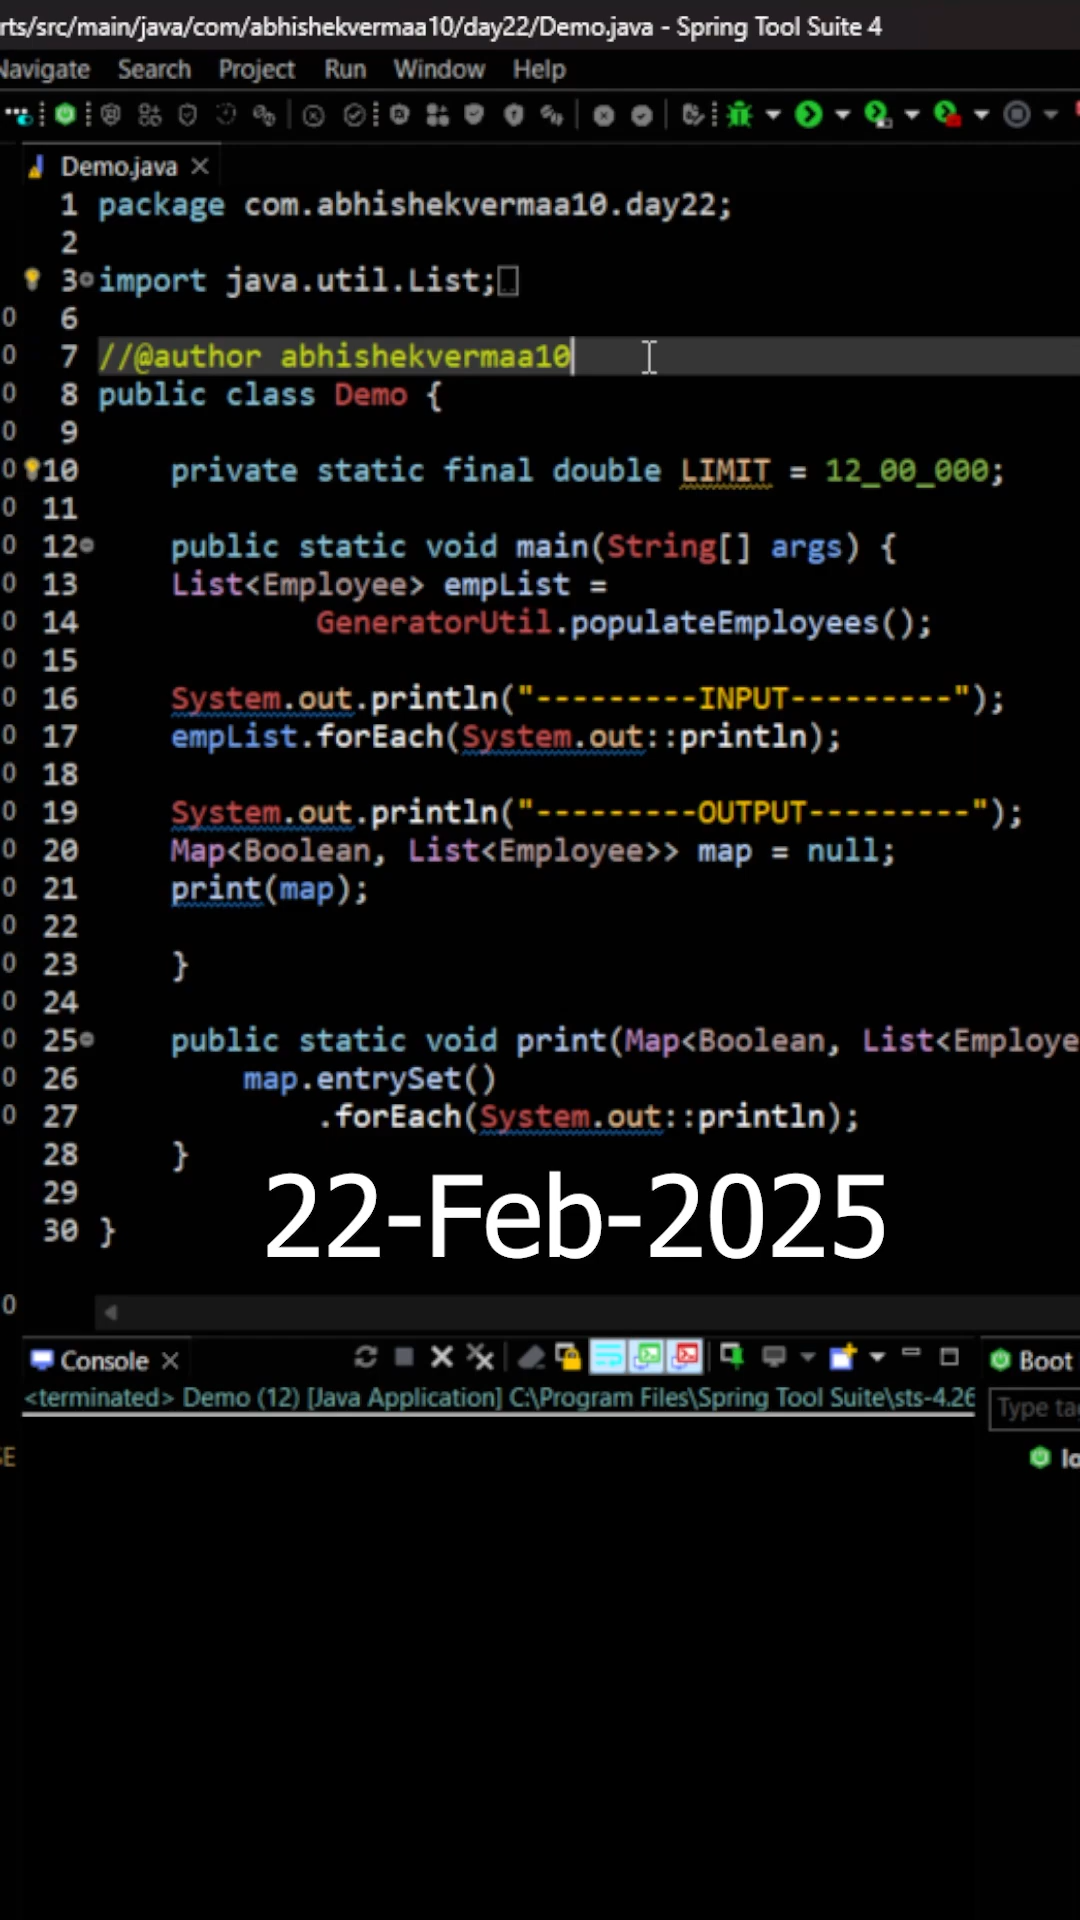 rts/src/main/java/com/abhishekvermaa10/day22/Demo.java - Spring Tool Suite 4
Navigate Search Project Run Window Help
Demo.java
1 package com.abhishekvermaa10.day22;
2
3 import java.util.List;
6
7 //@author abhishekvermaa10
8 public class Demo {
9
10 private static final double LIMIT = 12_00_000;
11
12 public static void main(String[] args) {
13 List<Employee> empList =
14 GeneratorUtil.populateEmployees();
15
16 System.out.println("---------INPUT---------");
17 empList.forEach(System.out::println);
18
19 System.out.println("---------OUTPUT---------");
20 Map<Boolean, List<Employee>> map = null;
21 print(map);
22
23 }
24
25 public static void print(Map<Boolean, List<Employe
26 map.entrySet()
27 .forEach(System.out::println);
28 }
29
30 }
22-Feb-2025
Console Boot
<terminated> Demo (12) [Java Application] C:\Program Files\Spring Tool Suite\sts-4.26
Type tag
lo